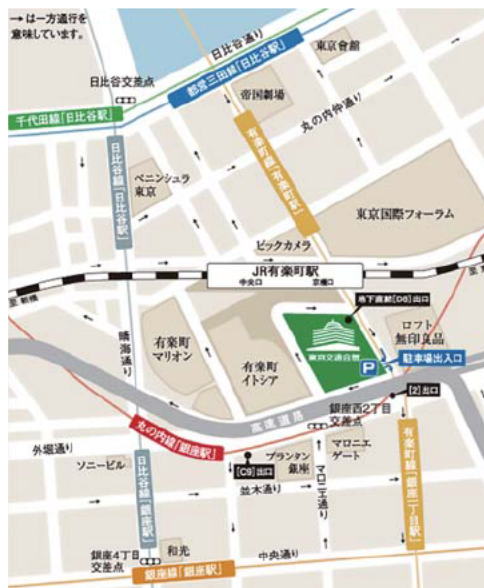 →は一方通行を
意味しています。
日比谷通り
都営三田線「日比谷駅」
千代田線「日比谷駅」
日比谷交差点
東京會舘
帝国劇場
丸の内仲通り
日比谷線「日比谷駅」
ペニンシュラ
東京
有楽町線「有楽町駅」
東京国際フォーラム
ビックカメラ
JR有楽町駅
中央口
京橋口
至新橋
地下直結[D8]出口
東京交通会館
ロフト
無印良品
P
駐車場出入口
晴海通り
有楽町
マリオン
有楽町
イトシア
高速道路
[2]出口
銀座西2丁目
交差点
外堀通り
丸の内線「銀座駅」
ソニービル
[C9]出口
プランタン
銀座
マロニエ
ゲート
マロニエ通り
並木通り
日比谷線「銀座駅」
有楽町線「銀座一丁目駅」
銀座4丁目
交差点
和光
中央通り
銀座線「銀座駅」